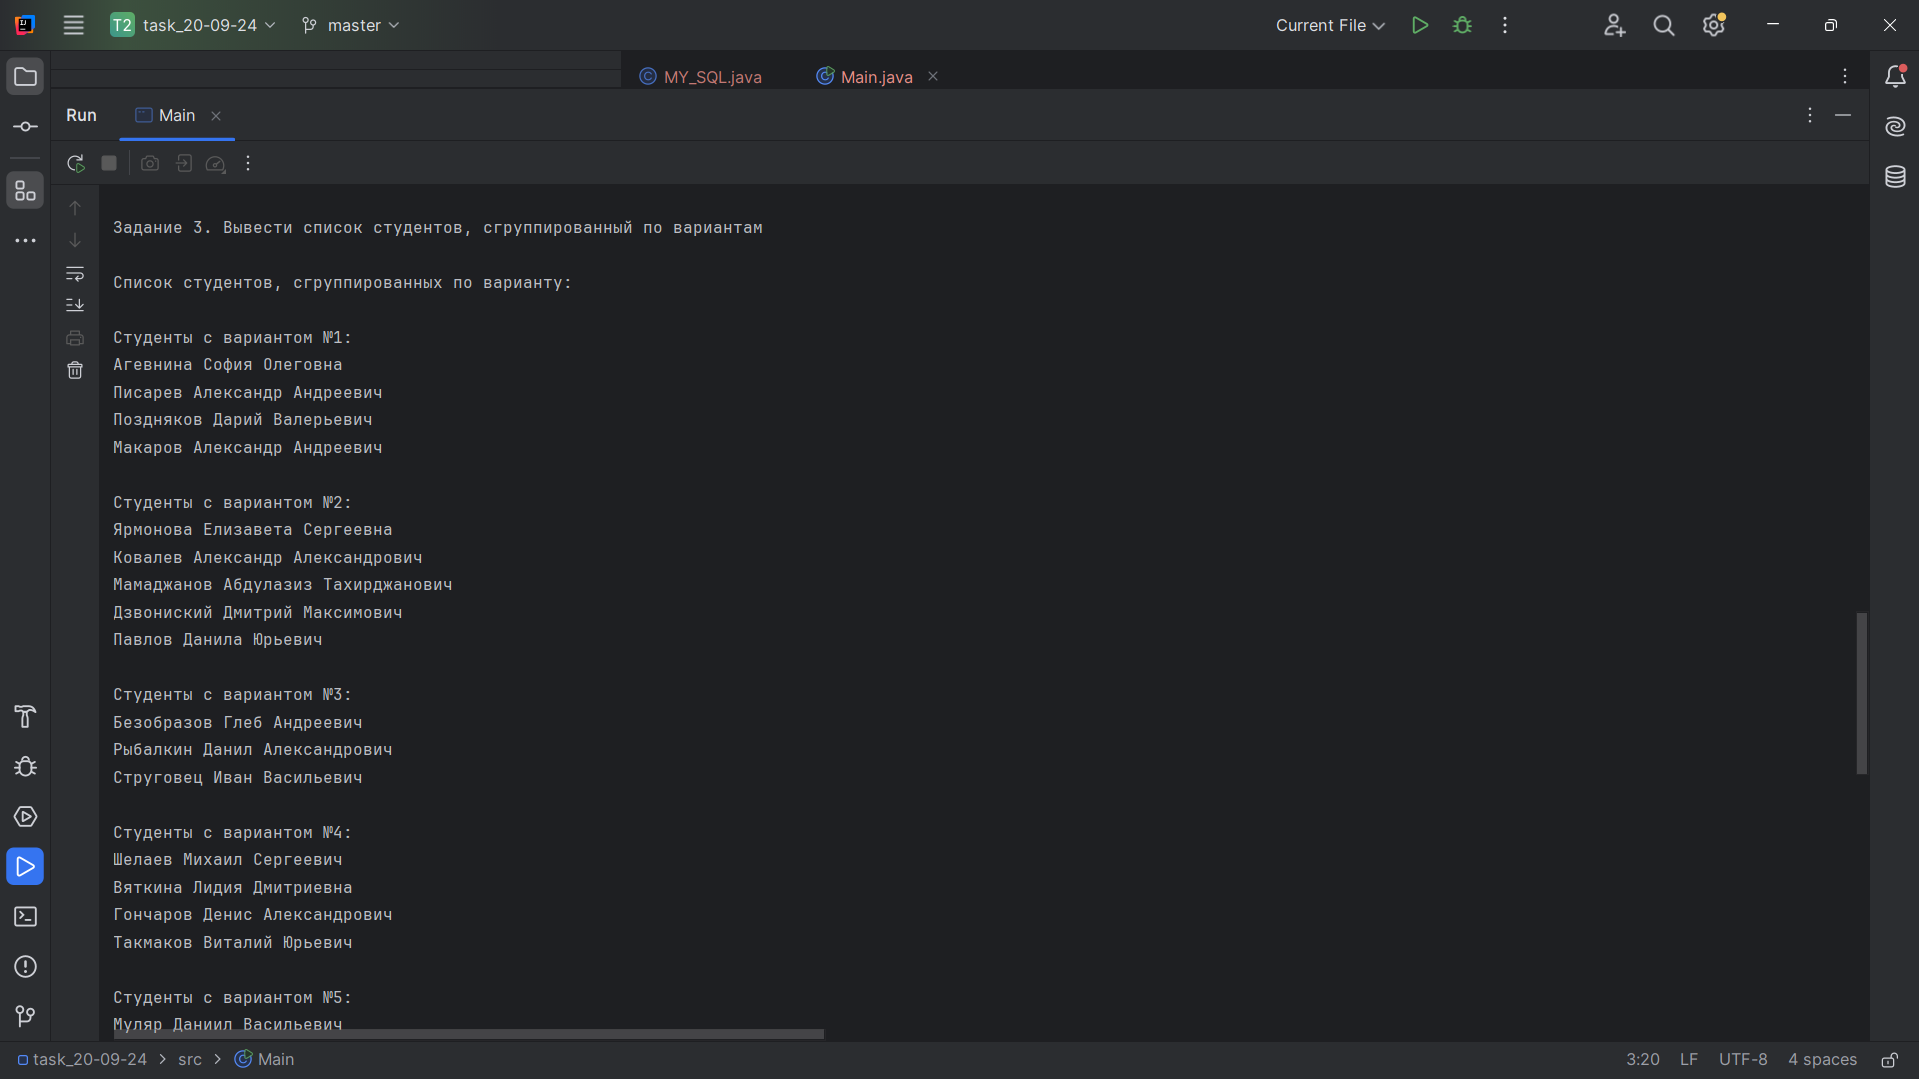 T2 task_20-09-24 master Current File
MY_SQL.java Main.java
Run Main
Задание 3. Вывести список студентов, сгруппированный по вариантам
Список студентов, сгруппированных по варианту:
Студенты с вариантом №1:
Агевнина София Олеговна
Писарев Александр Андреевич
Поздняков Дарий Валерьевич
Макаров Александр Андреевич
Студенты с вариантом №2:
Ярмонова Елизавета Сергеевна
Ковалев Александр Александрович
Мамаджанов Абдулазиз Тахирджанович
Дзвониский Дмитрий Максимович
Павлов Данила Юрьевич
Студенты с вариантом №3:
Безобразов Глеб Андреевич
Рыбалкин Данил Александрович
Струговец Иван Васильевич
Студенты с вариантом №4:
Шелаев Михаил Сергеевич
Вяткина Лидия Дмитриевна
Гончаров Денис Александрович
Такмаков Виталий Юрьевич
Студенты с вариантом №5:
Муляр Даниил Васильевич
task_20-09-24 > src > Main 3:20 LF UTF-8 4 spaces